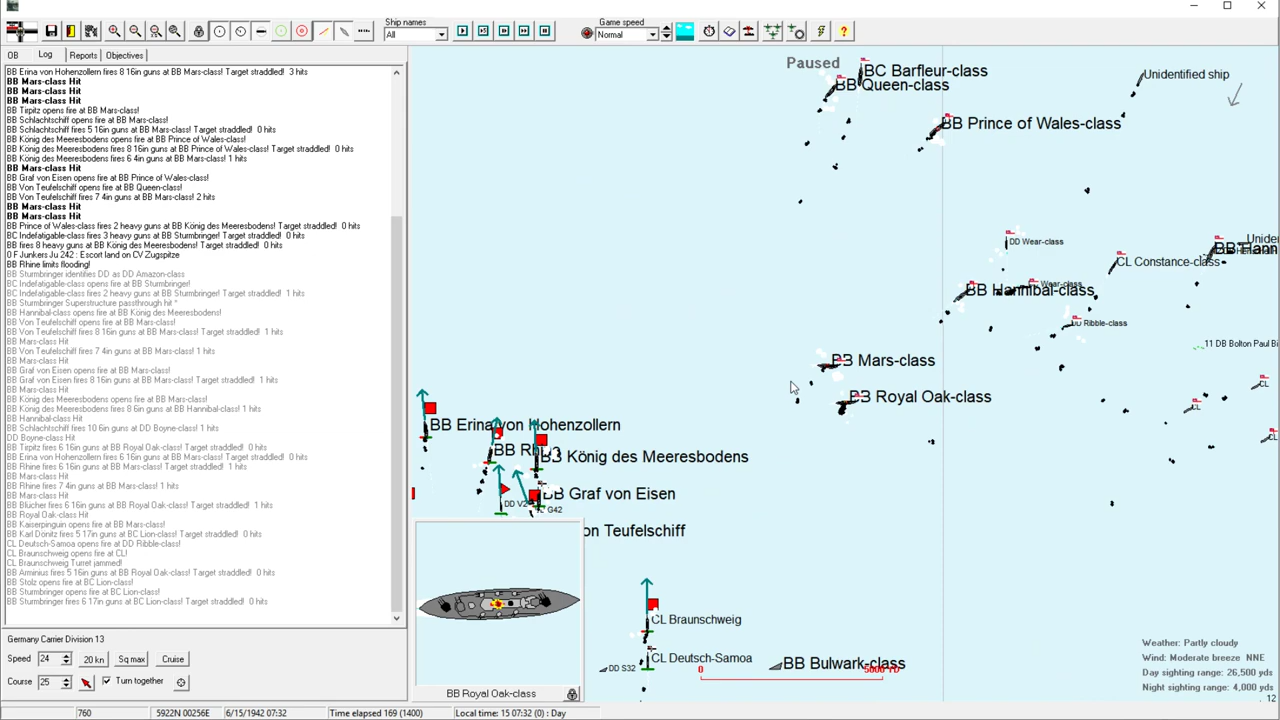 Ship names
All
Game speed
Normal
OB Log Reports Objectives
BB Erina von Hohenzollern fires 8 16in guns at BB Mars-class! Target straddled! 3 hits
BB Mars-class Hit
BB Mars-class Hit
BB Mars-class Hit
BB Tirpitz opens fire at BB Mars-class!
BB Schlachtschiff opens fire at BB Mars-class!
BB Schlachtschiff fires 5 16in guns at BB Mars-class! Target straddled! 0 hits
BB König des Meeresbodens opens fire at BB Prince of Wales-class!
BB König des Meeresbodens fires 8 16in guns at BB Prince of Wales-class! Target straddled! 0 hits
BB König des Meeresbodens fires 6 4in guns at BB Mars-class! 1 hits
BB Mars-class Hit
BB Graf von Eisen opens fire at BB Prince of Wales-class!
BB Von Teufelschiff opens fire at BB Queen-class!
BB Von Teufelschiff fires 7 4in guns at BB Mars-class! 2 hits
BB Mars-class Hit
BB Mars-class Hit
BB Prince of Wales-class fires 2 heavy guns at BB König des Meeresbodens! Target straddled! 0 hits
BC Indefatigable-class fires 3 heavy guns at BB Sturmbringer! Target straddled! 0 hits
BB fires 8 heavy guns at BB König des Meeresbodens! Target straddled! 0 hits
0 F Junkers Ju 242 : Escort land on CV Zugspitze
BB Rhine limits flooding!
BB Sturmbringer identifies DD as DD Amazon-class
BC Indefatigable-class opens fire at BB Sturmbringer!
BC Indefatigable-class fires 2 heavy guns at BB Sturmbringer! Target straddled! 1 hits
BB Sturmbringer Superstructure passthrough hit *
BB Hannibal-class opens fire at BB König des Meeresbodens!
BB Von Teufelschiff opens fire at BB Mars-class!
BB Von Teufelschiff fires 8 16in guns at BB Mars-class! Target straddled! 1 hits
BB Mars-class Hit
BB Von Teufelschiff fires 7 4in guns at BB Mars-class! 1 hits
BB Mars-class Hit
BB Graf von Eisen opens fire at BB Mars-class!
BB Graf von Eisen fires 8 16in guns at BB Mars-class! Target straddled! 1 hits
BB Mars-class Hit
BB König des Meeresbodens fires 8 6in guns at BB Hannibal-class! 1 hits
BB Hannibal-class Hit
BB Schlachtschiff fires 10 6in guns at DD Boyne-class! 1 hits
DD Boyne-class Hit
BB Tirpitz fires 6 16in guns at BB Royal Oak-class! Target straddled! 0 hits
BB Erina von Hohenzollern fires 6 16in guns at BB Mars-class! Target straddled! 0 hits
BB Rhine fires 6 16in guns at BB Mars-class! Target straddled! 1 hits
BB Mars-class Hit
BB Rhine fires 7 4in guns at BB Mars-class! 1 hits
BB Mars-class Hit
BB Blücher fires 6 16in guns at BB Royal Oak-class! Target straddled! 1 hits
BB Royal Oak-class Hit
BB Kaiserpinguin opens fire at BB Mars-class!
BB Karl Dönitz fires 5 17in guns at BC Lion-class! Target straddled! 0 hits
CL Deutsch-Samoa opens fire at DD Ribble-class!
CL Braunschweig opens fire at CL!
CL Braunschweig Turret jammed!
BB Arminius fires 5 16in guns at BB Royal Oak-class! Target straddled! 0 hits
BB Stolz opens fire at BC Lion-class!
BB Sturmbringer opens fire at BC Lion-class!
BB Sturmbringer fires 6 17in guns at BC Lion-class! Target straddled! 0 hits
Germany Carrier Division 13
Speed 24 20 kn Sq max Cruise
Course 25 Turn together
760 5922N 00256E 6/15/1942 07:32 Time elapsed 169 (1400) Local time: 15 07:32 (0) : Day
Paused
BC Barfleur-class
BB Queen-class
Unidentified ship
BB Prince of Wales-class
DD Wear-class
CL Constance-class
BB Hann
BB Hannibal-class
Wear-class
DD Ribble-class
11 DB Bolton Paul Bi
BB Mars-class
BB Royal Oak-class
CL
CL
CL
BB Erina von Hohenzollern
BB König des Meeresbodens
BB Graf von Eisen
G42
on Teufelschiff
CL Braunschweig
CL Deutsch-Samoa
DD S32
BB Bulwark-class
0 5000 YD
BB Royal Oak-class
Weather: Partly cloudy
Wind: Moderate breeze NNE
Day sighting range: 26,500 yds
Night sighting range: 4,000 yds
12